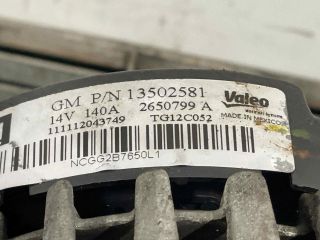 GM P/N 13502581
14V 140A 2650799 A
111112043749 TG12C052
Valeo
MADE IN MEXICO
NCGG2B7650L1